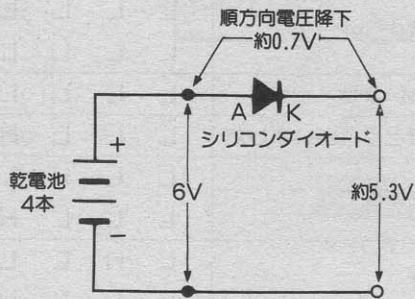 順方向電圧降下
約0.7V
A K
シリコンダイオード
+
乾電池
4本
6V
約5.3V
−